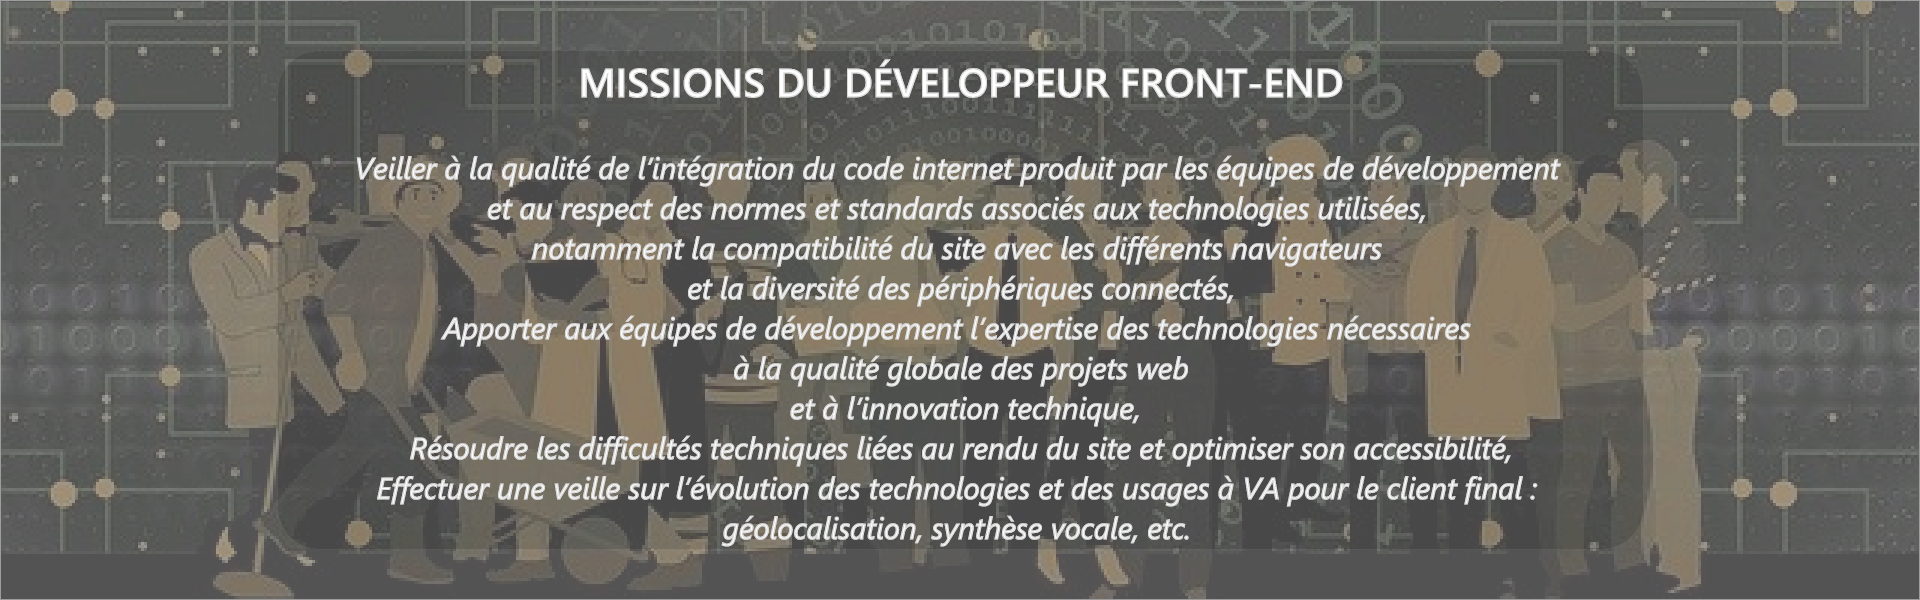 MISSIONS DU DÉVELOPPEUR FRONT-END
Veiller à la qualité de l’intégration du code internet produit par les équipes de développement
et au respect des normes et standards associés aux technologies utilisées,
notamment la compatibilité du site avec les différents navigateurs
et la diversité des périphériques connectés,
Apporter aux équipes de développement l’expertise des technologies nécessaires
à la qualité globale des projets web
et à l’innovation technique,
Résoudre les difficultés techniques liées au rendu du site et optimiser son accessibilité,
Effectuer une veille sur l’évolution des technologies et des usages à VA pour le client final :
géolocalisation, synthèse vocale, etc.